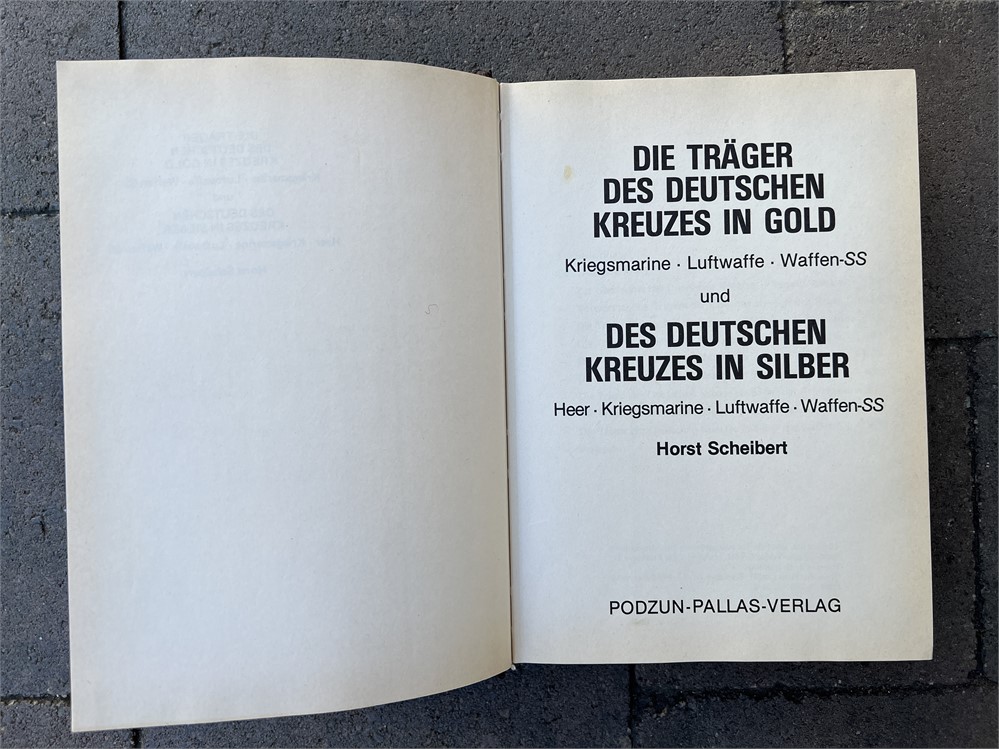 DIE TRÄGER
DES DEUTSCHEN
KREUZES IN GOLD
Kriegsmarine · Luftwaffe · Waffen-SS
und
DES DEUTSCHEN
KREUZES IN SILBER
Heer · Kriegsmarine · Luftwaffe · Waffen-SS
Horst Scheibert
PODZUN-PALLAS-VERLAG